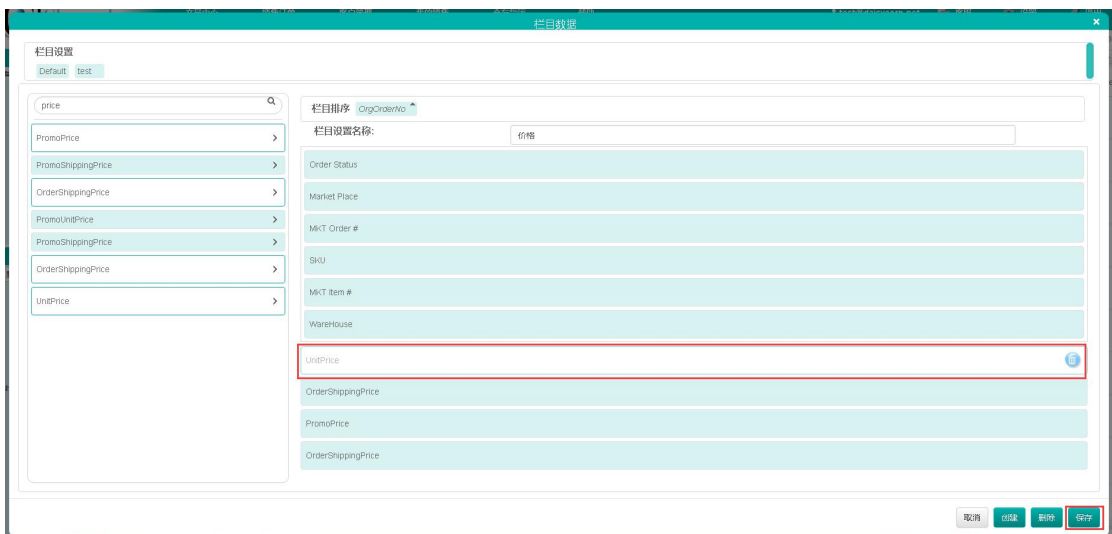 栏目数据
栏目设置
Default test
price
PromoPrice
PromoShippingPrice
OrderShippingPrice
PromoUnitPrice
PromoShippingPrice
OrderShippingPrice
UnitPrice
栏目排序 OrgOrderNo
栏目设置名称: 价格
Order Status
Market Place
MKT Order #
SKU
MKT Item #
WareHouse
UnitPrice
OrderShippingPrice
PromoPrice
OrderShippingPrice
取消 创建 删除 保存